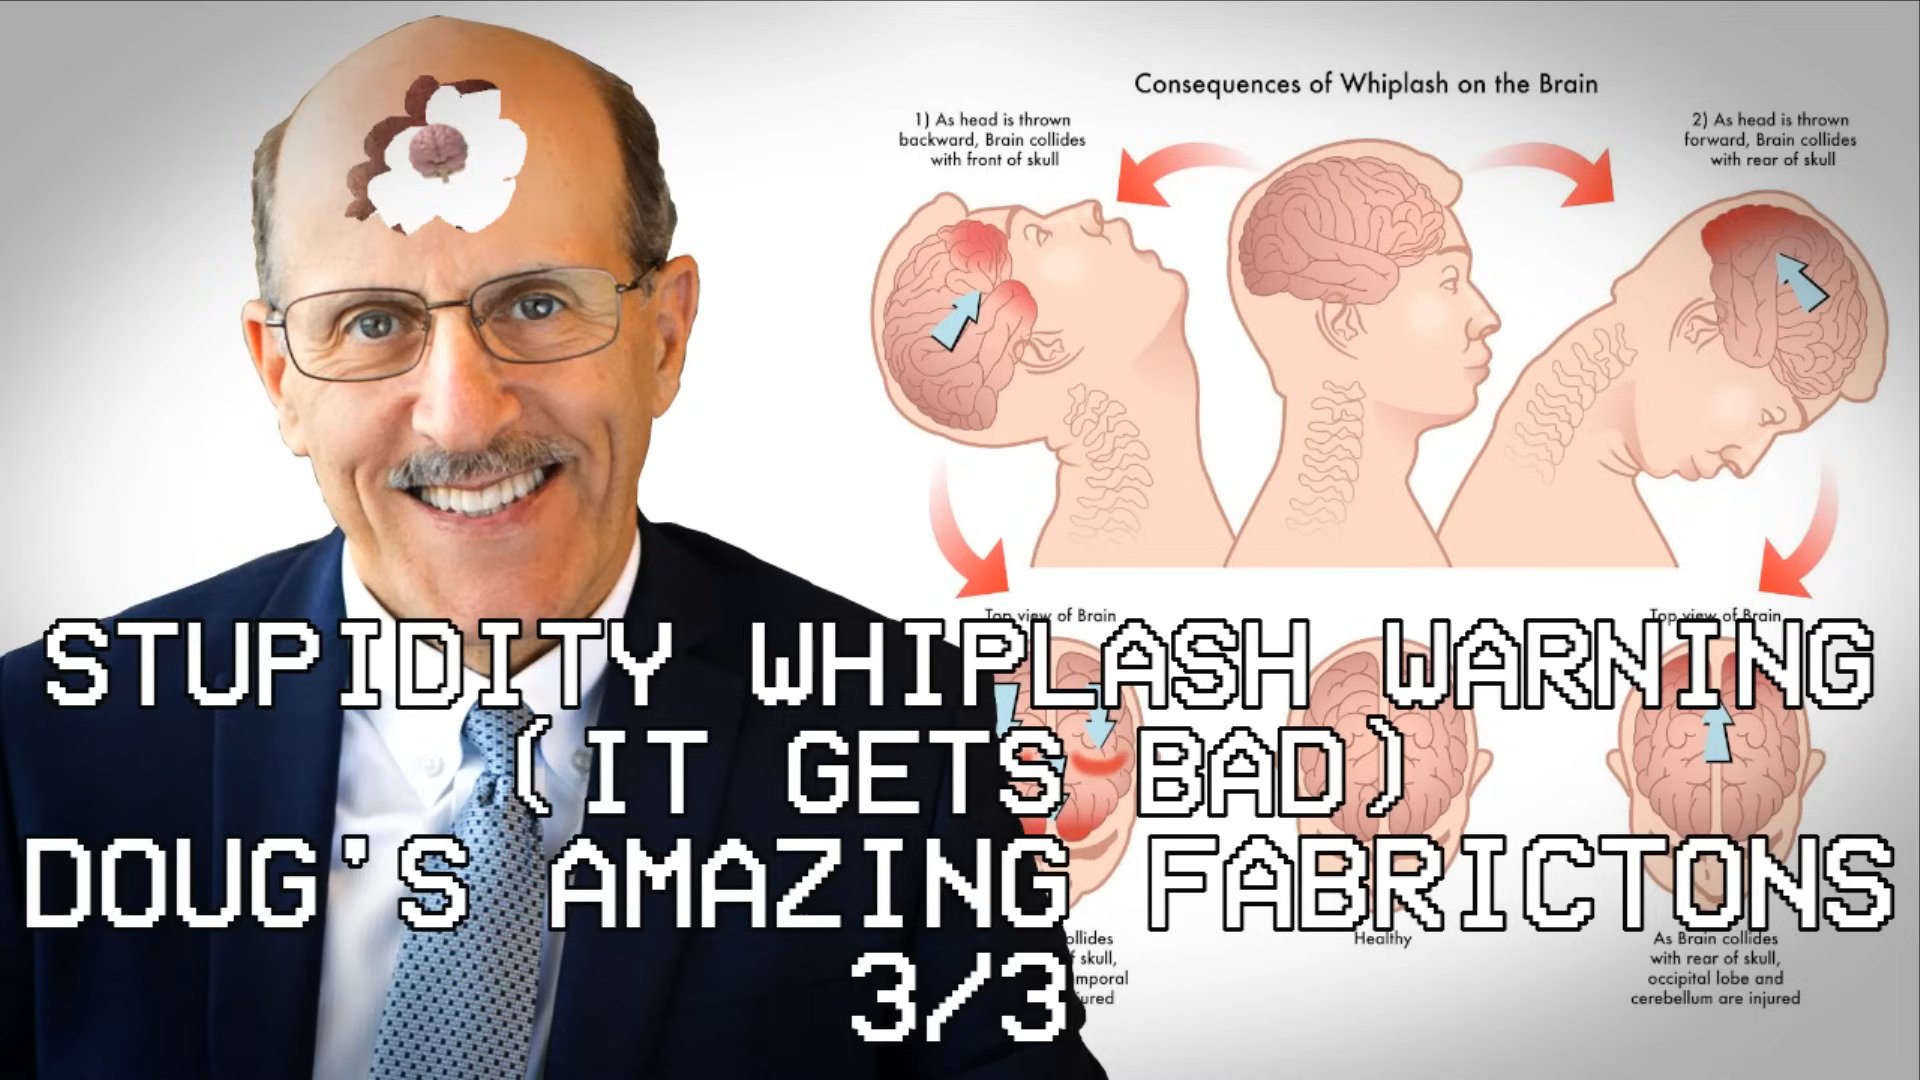 Consequences of Whiplash on the Brain
1) As head is thrown
backward, Brain collides
with front of skull
2) As head is thrown
forward, Brain collides
with rear of skull
Top view of Brain
Top view of Brain
STUPIDITY WHIPLASH WARNING
(IT GETS BAD)
DOUG'S AMAZING FABRICTONS
3/3
skull,
Healthy
As Brain collides
with rear of skull,
occipital lobe and
cerebellum are injured